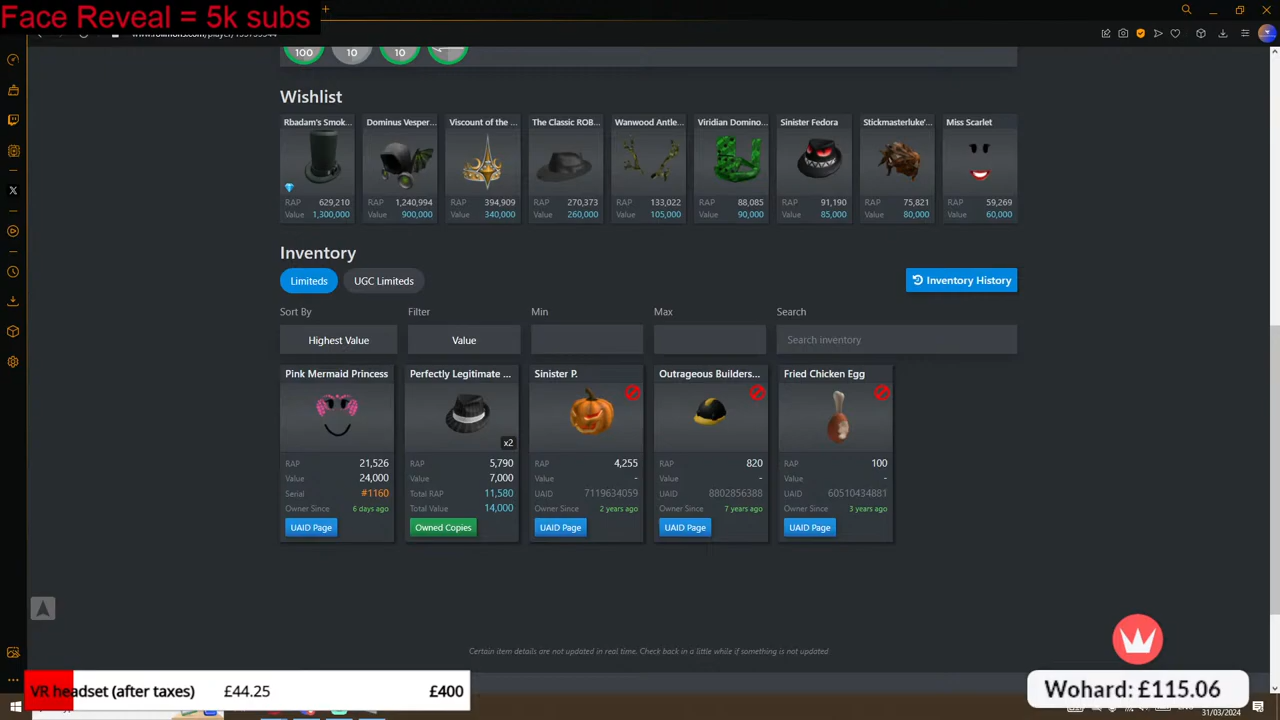 Face Reveal = 5k subs
100
10
10
Wishlist
Rbadam's Smok...
RAP 629,210
Value 1,300,000
Dominus Vesper...
RAP 1,240,994
Value 900,000
Viscount of the ...
RAP 394,909
Value 340,000
The Classic ROB...
RAP 270,373
Value 260,000
Wanwood Antle...
RAP 133,022
Value 105,000
Viridian Domino...
RAP 88,085
Value 90,000
Sinister Fedora
RAP 91,190
Value 85,000
Stickmasterluke'...
RAP 75,821
Value 80,000
Miss Scarlet
RAP 59,269
Value 60,000
Inventory
Limiteds
UGC Limiteds
Inventory History
Sort By
Highest Value
Filter
Value
Min
Max
Search
Search inventory
Pink Mermaid Princess
RAP 21,526
Value 24,000
Serial #1160
Owner Since 6 days ago
UAID Page
Perfectly Legitimate ...
x2
RAP 5,790
Value 7,000
Total RAP 11,580
Total Value 14,000
Owned Copies
Sinister P.
RAP 4,255
Value -
UAID 7119634059
Owner Since 2 years ago
UAID Page
Outrageous Builders...
RAP 820
Value -
UAID 8802856388
Owner Since 7 years ago
UAID Page
Fried Chicken Egg
RAP 100
Value -
UAID 60510434881
Owner Since 3 years ago
UAID Page
Certain item details are not updated in real time. Check back in a little while if something is not updated
VR headset (after taxes) £44.25 £400
Wohard: £115.06
31/03/2024